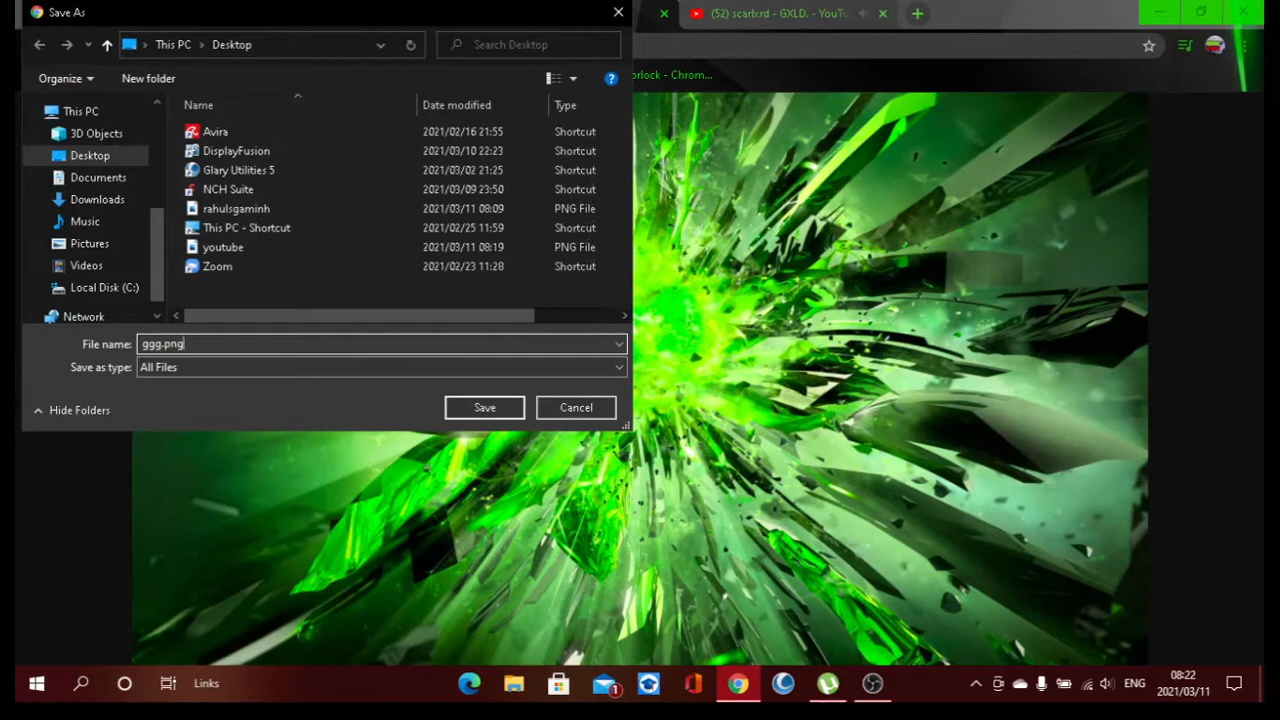 Save As
(52) scarlxrd - GXLD. - YouTu
This PC
Desktop
Search Desktop
Organize
New folder
orlock - Chrom...
This PC
3D Objects
Desktop
Documents
Downloads
Music
Pictures
Videos
Local Disk (C:)
Network
Name
Date modified
Type
Avira 2021/02/16 21:55 Shortcut
DisplayFusion 2021/03/10 22:23 Shortcut
Glary Utilities 5 2021/03/02 21:25 Shortcut
NCH Suite 2021/03/09 23:50 Shortcut
rahulsgaminh 2021/03/11 08:09 PNG File
This PC - Shortcut 2021/02/25 11:59 Shortcut
youtube 2021/03/11 08:19 PNG File
Zoom 2021/02/23 11:28 Shortcut
File name: ggg.png
Save as type: All Files
Hide Folders
Save
Cancel
Links
1
ENG
08:22
2021/03/11